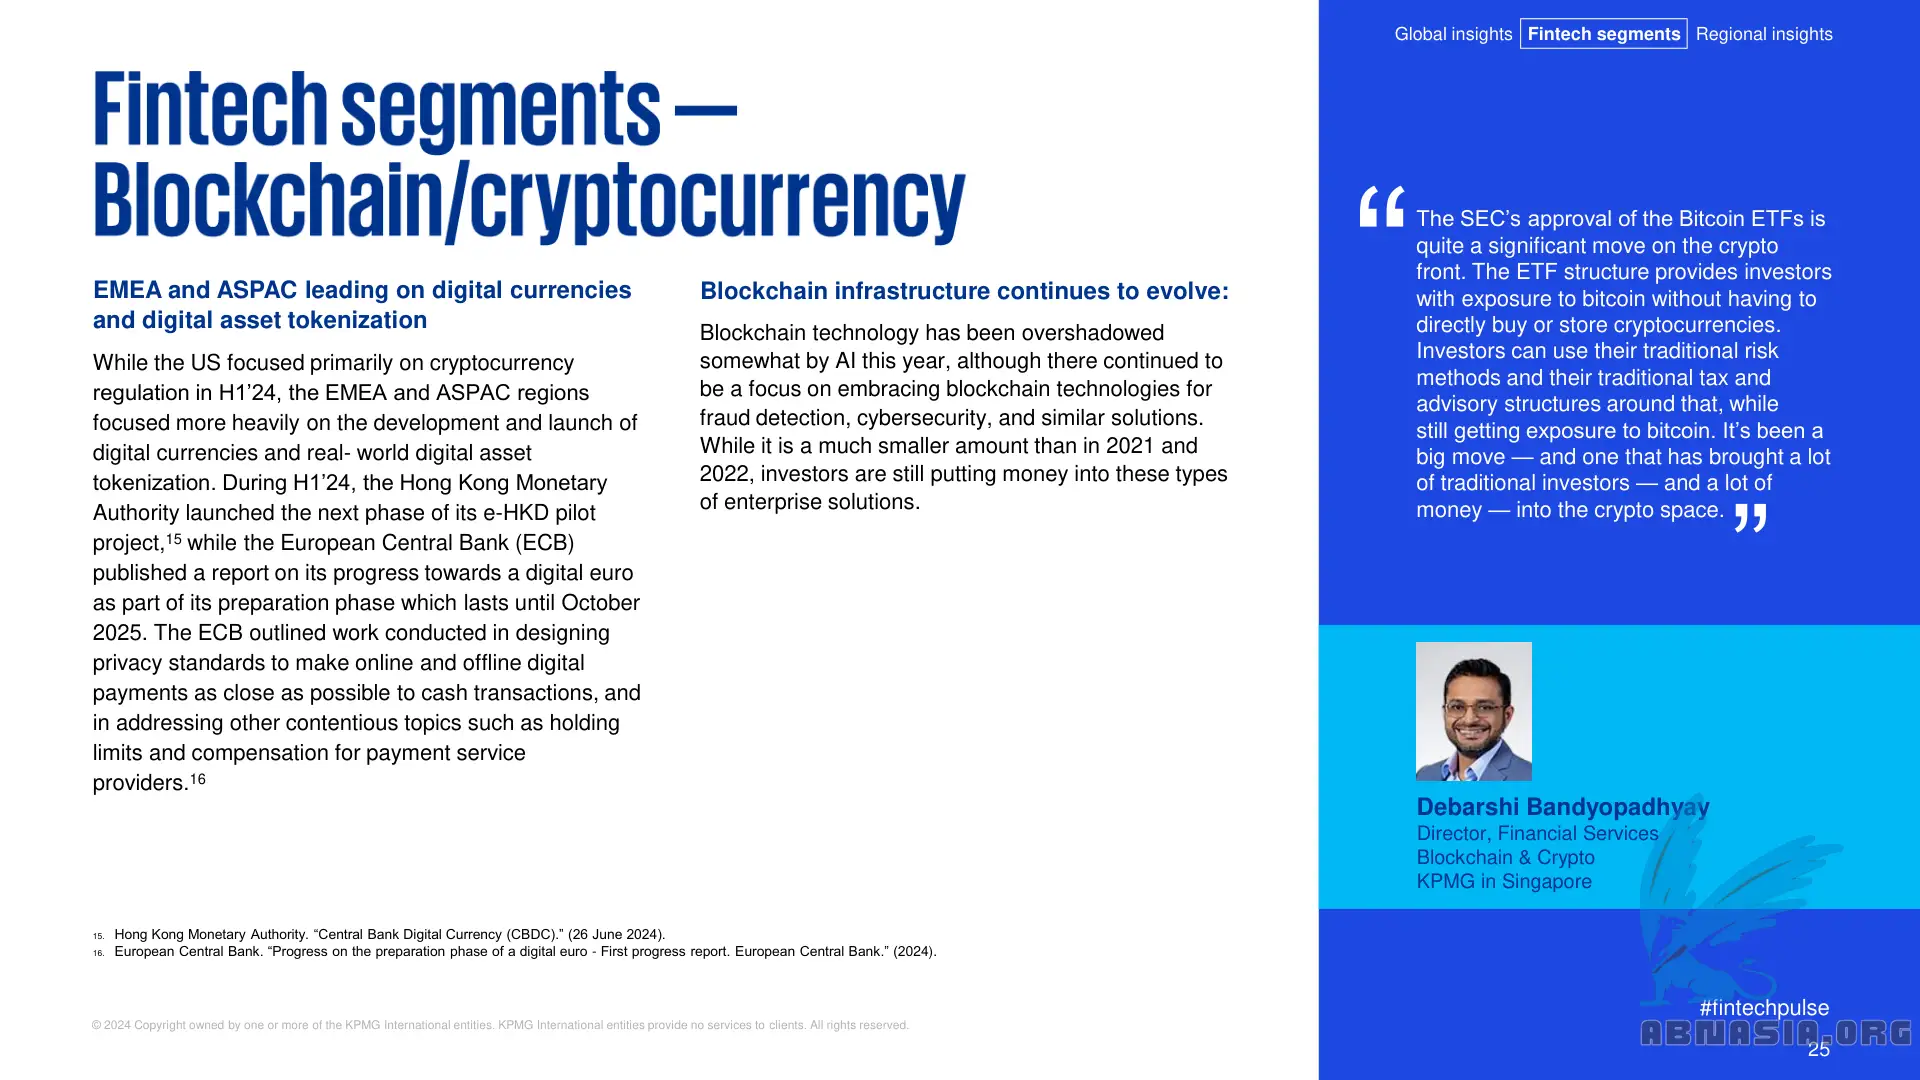 Global insights Fintech segments Regional insights
Fintech segments —
Blockchain/cryptocurrency
EMEA and ASPAC leading on digital currencies
and digital asset tokenization
While the US focused primarily on cryptocurrency
regulation in H1’24, the EMEA and ASPAC regions
focused more heavily on the development and launch of
digital currencies and real- world digital asset
tokenization. During H1’24, the Hong Kong Monetary
Authority launched the next phase of its e-HKD pilot
project,15 while the European Central Bank (ECB)
published a report on its progress towards a digital euro
as part of its preparation phase which lasts until October
2025. The ECB outlined work conducted in designing
privacy standards to make online and offline digital
payments as close as possible to cash transactions, and
in addressing other contentious topics such as holding
limits and compensation for payment service
providers.16
Blockchain infrastructure continues to evolve:
Blockchain technology has been overshadowed
somewhat by AI this year, although there continued to
be a focus on embracing blockchain technologies for
fraud detection, cybersecurity, and similar solutions.
While it is a much smaller amount than in 2021 and
2022, investors are still putting money into these types
of enterprise solutions.
“ The SEC’s approval of the Bitcoin ETFs is
quite a significant move on the crypto
front. The ETF structure provides investors
with exposure to bitcoin without having to
directly buy or store cryptocurrencies.
Investors can use their traditional risk
methods and their traditional tax and
advisory structures around that, while
still getting exposure to bitcoin. It’s been a
big move — and one that has brought a lot
of traditional investors — and a lot of
money — into the crypto space. ”
Debarshi Bandyopadhyay
Director, Financial Services
Blockchain & Crypto
KPMG in Singapore
15. Hong Kong Monetary Authority. “Central Bank Digital Currency (CBDC).” (26 June 2024).
16. European Central Bank. “Progress on the preparation phase of a digital euro - First progress report. European Central Bank.” (2024).
© 2024 Copyright owned by one or more of the KPMG International entities. KPMG International entities provide no services to clients. All rights reserved.
#fintechpulse
ABNASIA.ORG
25